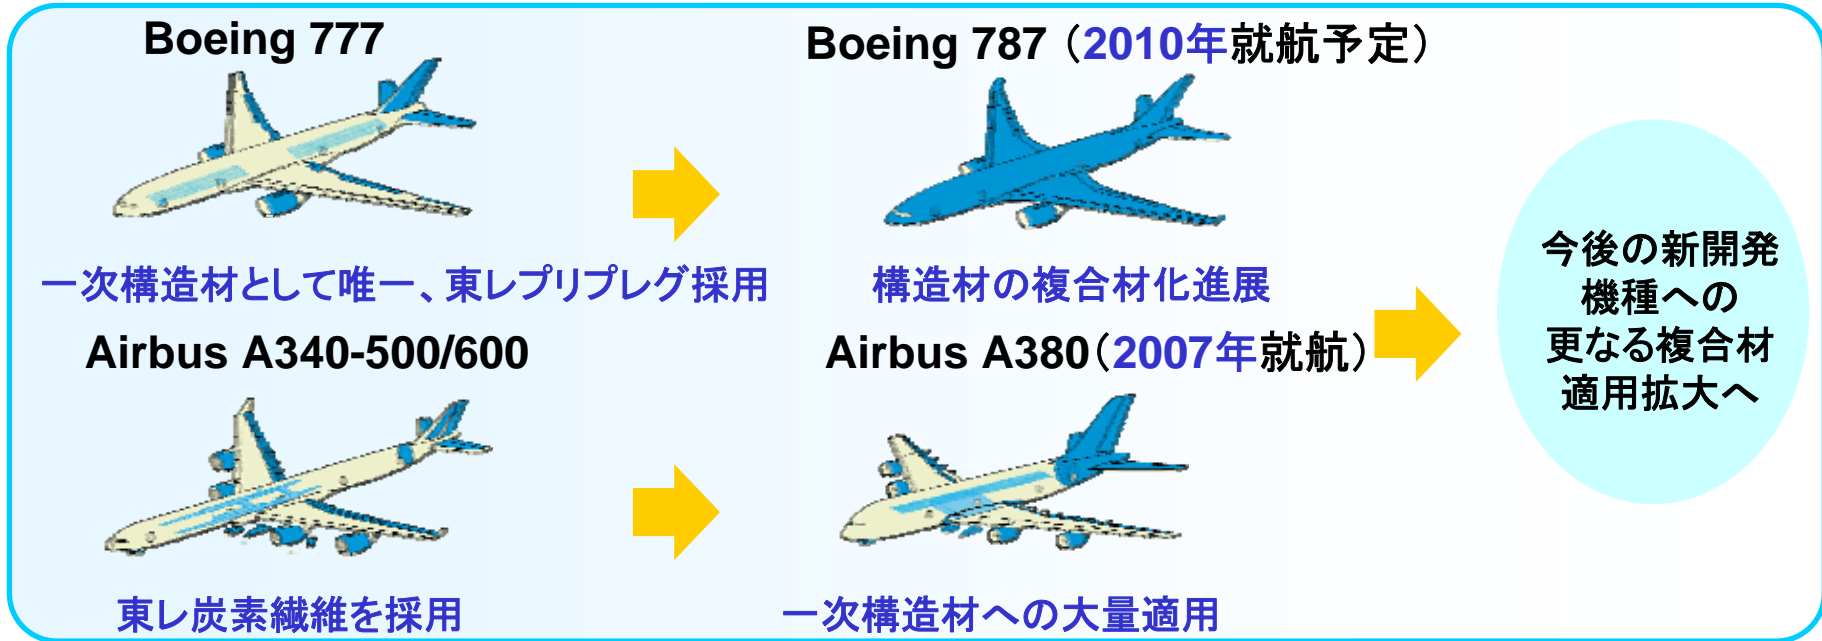 Boeing 777
Boeing 787（2010年就航予定）
一次構造材として唯一、東レプリプレグ採用
構造材の複合材化進展
Airbus A340-500/600
Airbus A380（2007年就航）
東レ炭素繊維を採用
一次構造材への大量適用
今後の新開発
機種への
更なる複合材
適用拡大へ